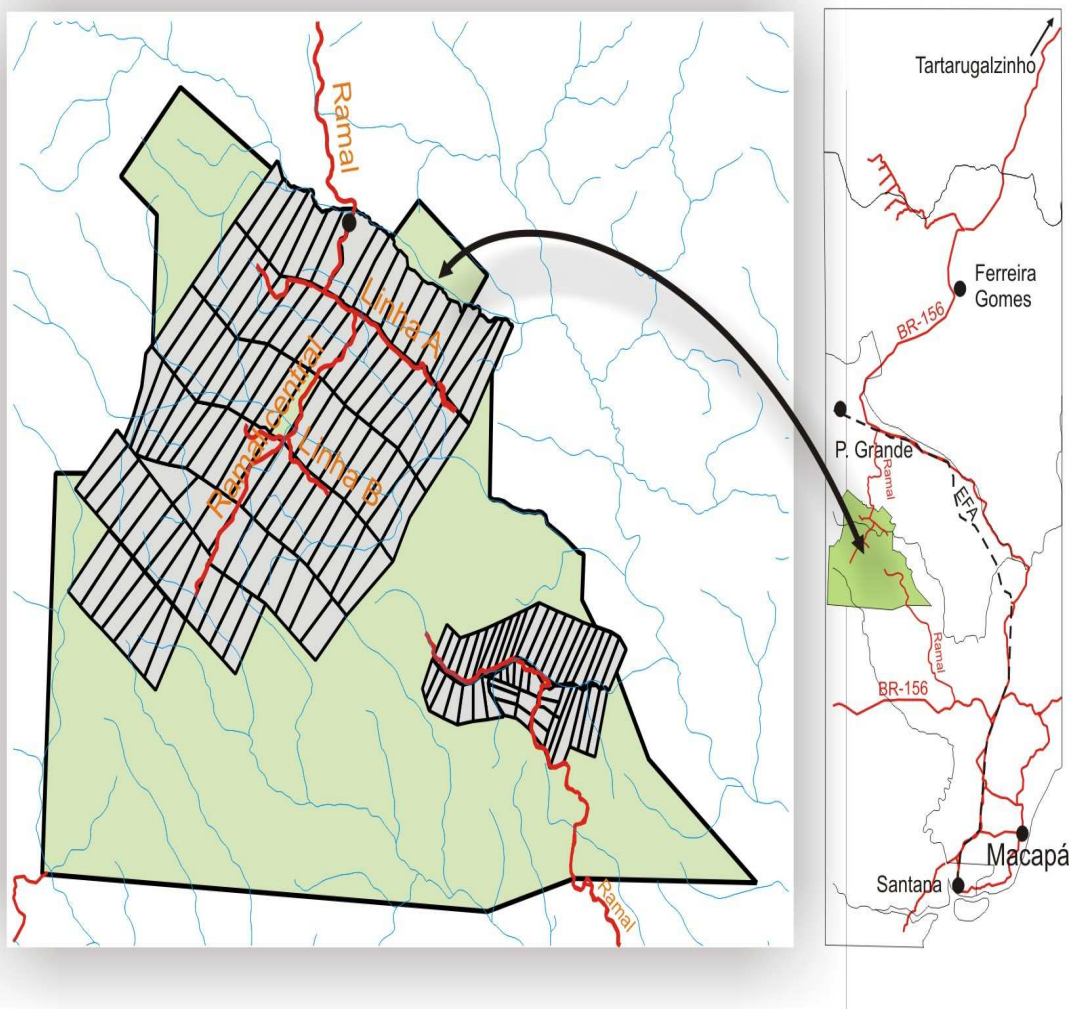 Ramal
Linha A
Ramal central
Linha B
Ramal
Tartarugalzinho
Ferreira
Gomes
BR-156
P. Grande
Ramal
EFA
Ramal
BR-156
Macapá
Santana